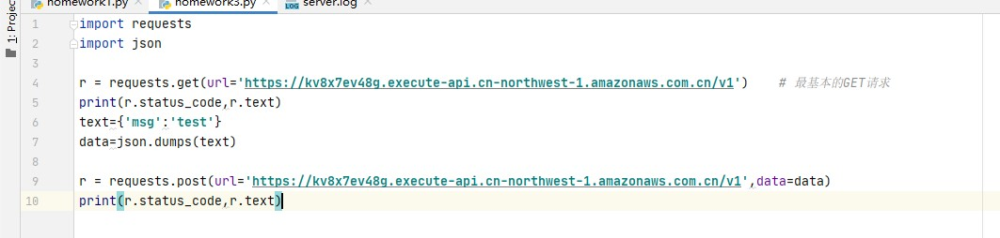 homework1.py × homework3.py × server.log ×
1: Project
1 import requests
2 import json
3
4 r = requests.get(url='https://kv8x7ev48g.execute-api.cn-northwest-1.amazonaws.com.cn/v1') # 最基本的GET请求
5 print(r.status_code,r.text)
6 text={'msg':'test'}
7 data=json.dumps(text)
8
9 r = requests.post(url='https://kv8x7ev48g.execute-api.cn-northwest-1.amazonaws.com.cn/v1',data=data)
10 print(r.status_code,r.text)